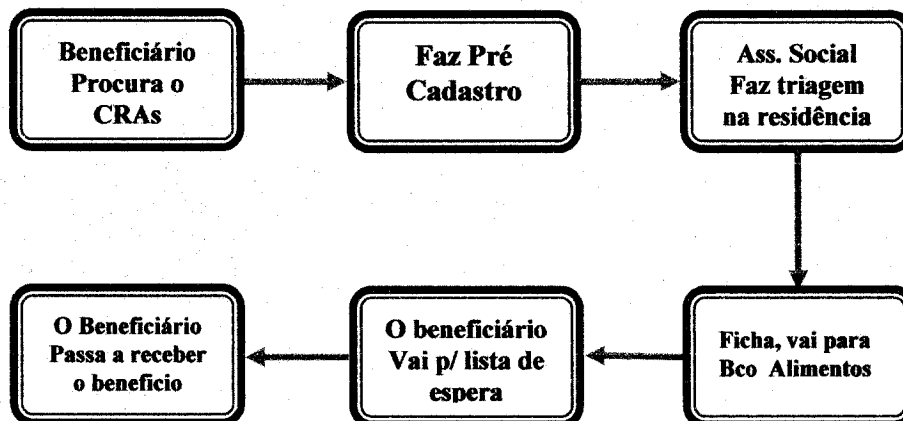 Beneficiário
Procura o
CRAs
Faz Pré
Cadastro
Ass. Social
Faz triagem
na residência
Ficha, vai para
Bco Alimentos
O beneficiário
Vai p/ lista de
espera
O Beneficiário
Passa a receber
o beneficio